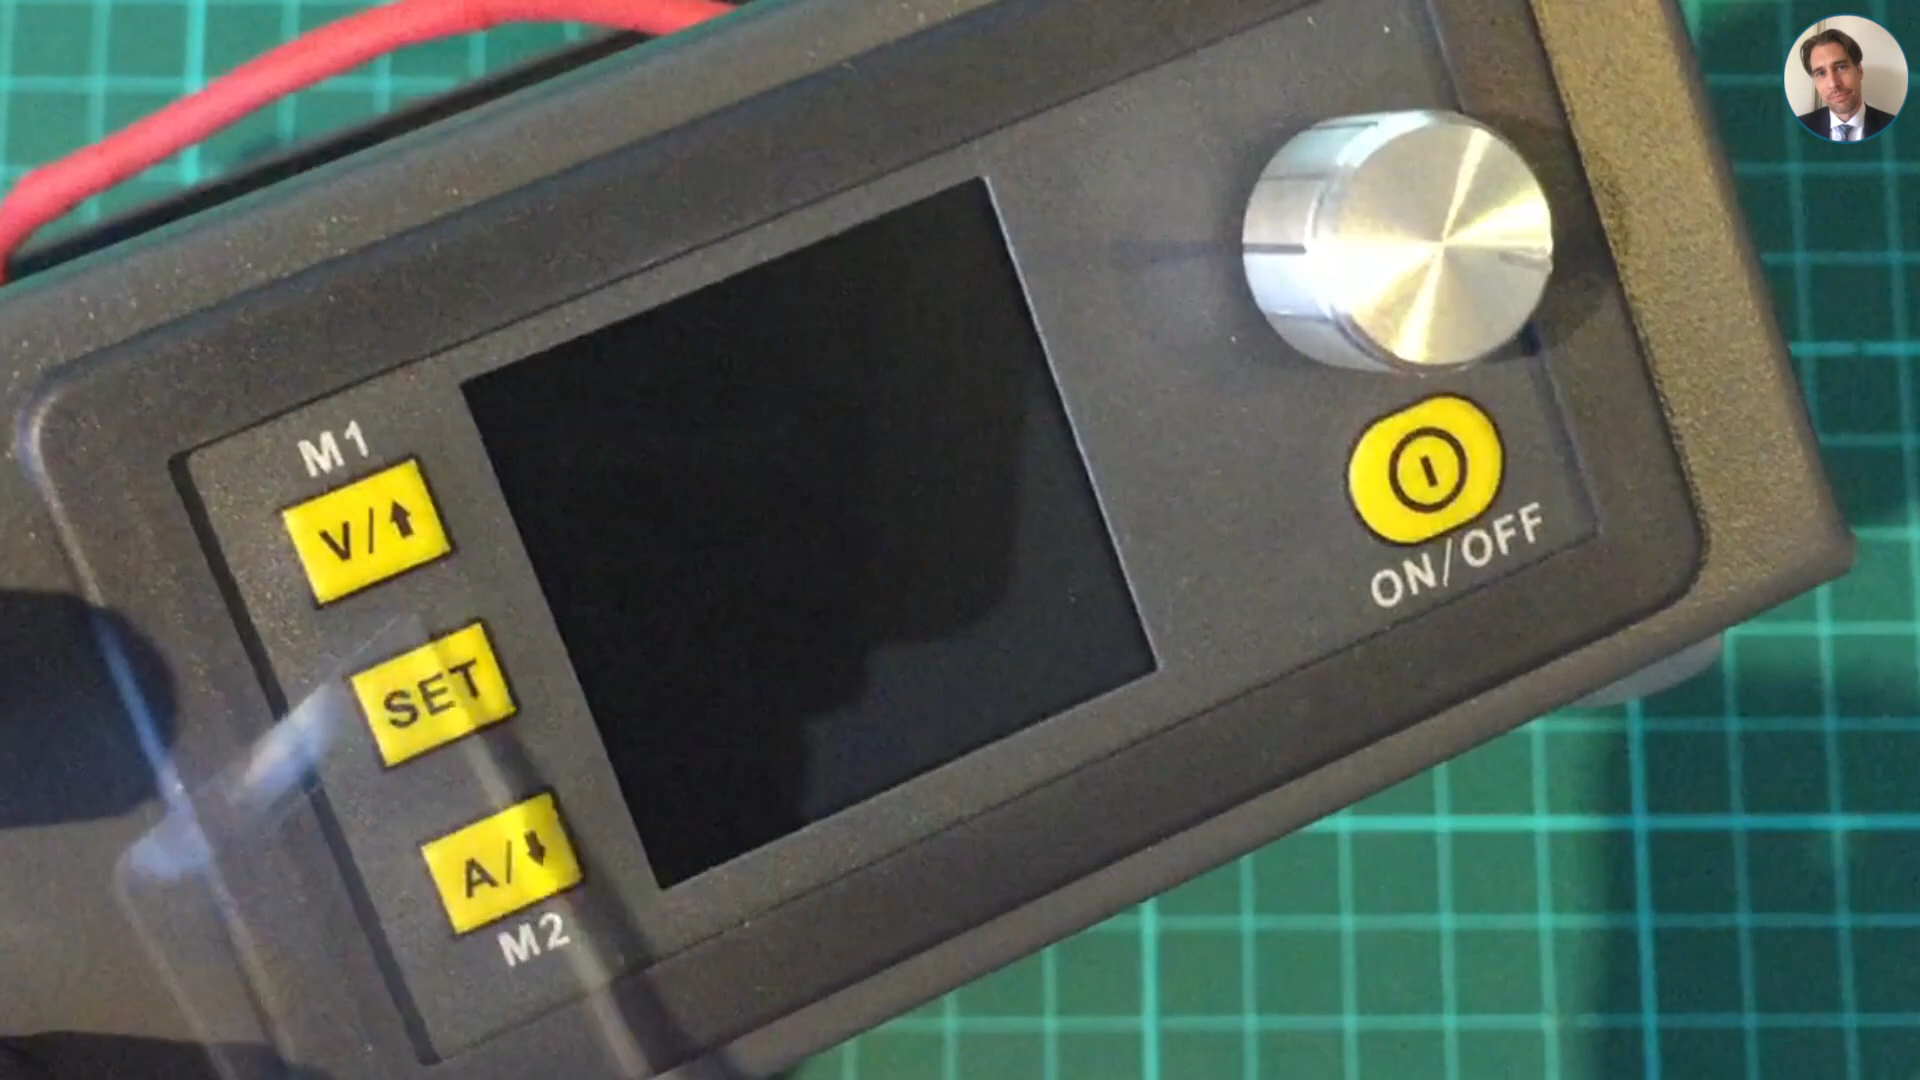 M1
V/⬆
SET
A/⬇
M2
ON/OFF